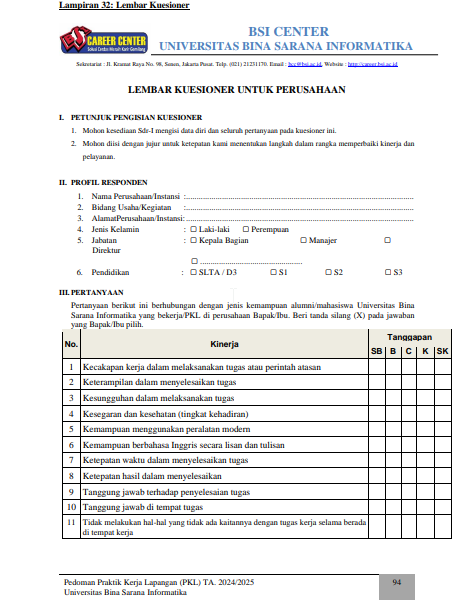 Lampiran 32: Lembar Kuesioner
BSI CENTER
UNIVERSITAS BINA SARANA INFORMATIKA
BSI CAREER CENTER
Solusi Cerdas Meraih Karir Gemilang
Sekretariat : Jl. Kramat Raya No. 98, Senen, Jakarta Pusat. Telp. (021) 21231170. Email : bcc@bsi.ac.id, Website : http://career.bsi.ac.id
LEMBAR KUESIONER UNTUK PERUSAHAAN
I. PETUNJUK PENGISIAN KUESIONER
1. Mohon kesediaan Sdr-I mengisi data diri dan seluruh pertanyaan pada kuesioner ini.
2. Mohon diisi dengan jujur untuk ketepatan kami menentukan langkah dalam rangka memperbaiki kinerja dan
pelayanan.
II. PROFIL RESPONDEN
1. Nama Perusahaan/Instansi :
2. Bidang Usaha/Kegiatan :
3. AlamatPerusahaan/Instansi:
4. Jenis Kelamin : ☐ Laki-laki ☐ Perempuan
5. Jabatan : ☐ Kepala Bagian ☐ Manajer ☐
Direktur
☐ ........................................
6. Pendidikan : ☐ SLTA / D3 ☐ S1 ☐ S2 ☐ S3
III. PERTANYAAN
Pertanyaan berikut ini berhubungan dengan jenis kemampuan alumni/mahasiswa Universitas Bina
Sarana Informatika yang bekerja/PKL di perusahaan Bapak/Ibu. Beri tanda silang (X) pada jawaban
yang Bapak/Ibu pilih.
No. Kinerja Tanggapan
SB B C K SK
1 Kecakapan kerja dalam melaksanakan tugas atau perintah atasan
2 Keterampilan dalam menyelesaikan tugas
3 Kesungguhan dalam melaksanakan tugas
4 Kesegaran dan kesehatan (tingkat kehadiran)
5 Kemampuan menggunakan peralatan modern
6 Kemampuan berbahasa Inggris secara lisan dan tulisan
7 Ketepatan waktu dalam menyelesaikan tugas
8 Ketepatan hasil dalam menyelesaikan
9 Tanggung jawab terhadap penyelesaian tugas
10 Tanggung jawab di tempat tugas
11 Tidak melakukan hal-hal yang tidak ada kaitannya dengan tugas kerja selama berada
di tempat kerja
Pedoman Praktik Kerja Lapangan (PKL) TA. 2024/2025 94
Universitas Bina Sarana Informatika